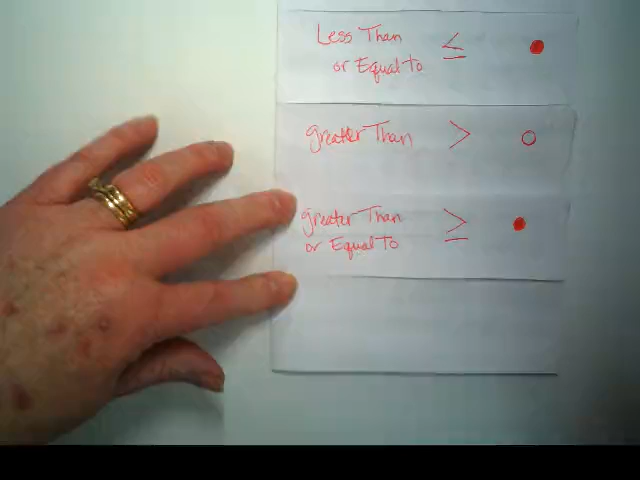 Less Than ≤
or Equal to
greater Than >
greater Than ≥
or Equal to